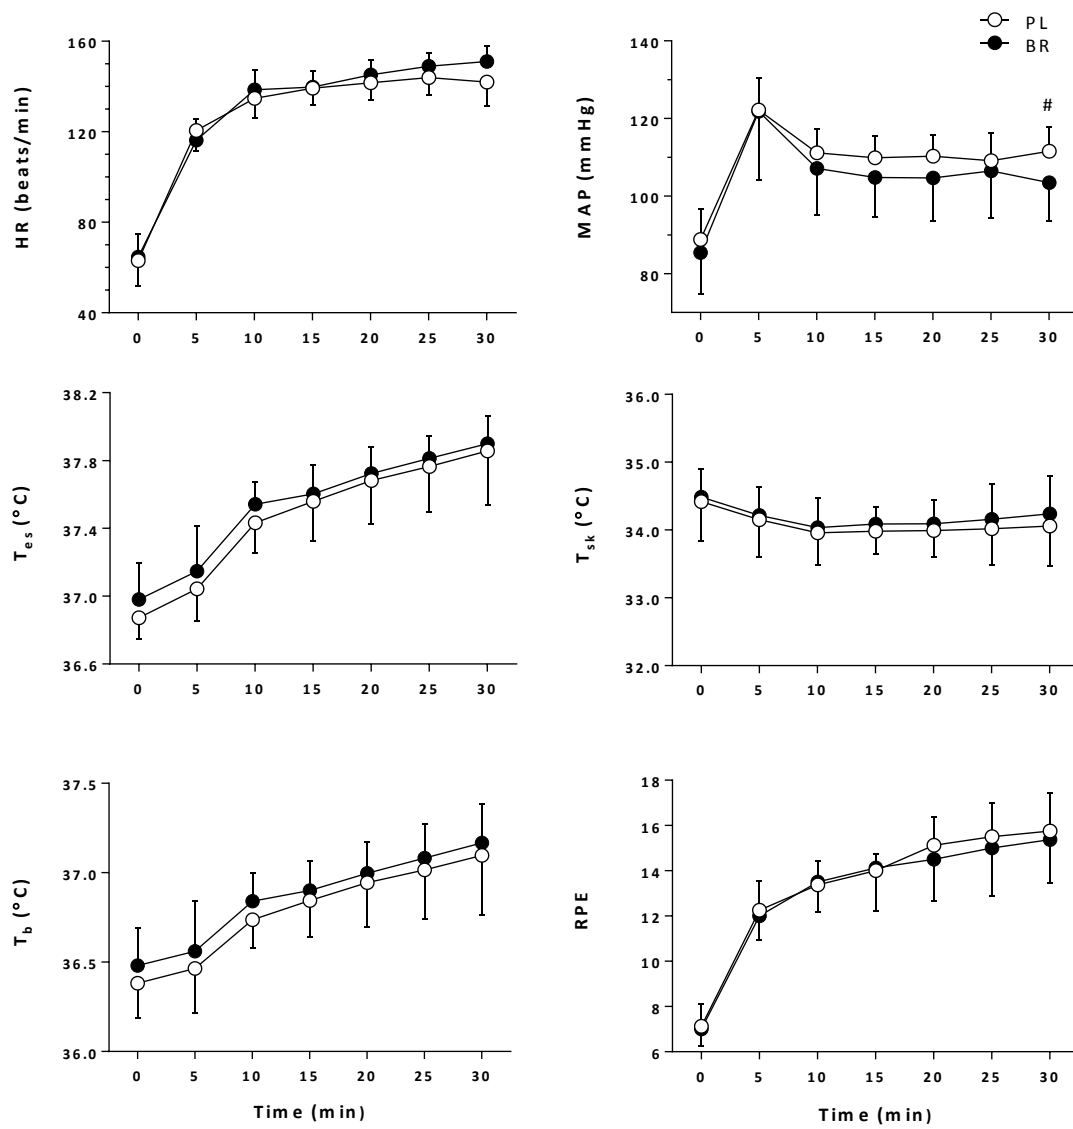 PL
BR
HR (beats/min)
160
120
80
40
0 5 10 15 20 25 30
MAP (mmHg)
140
120
100
80
#
0 5 10 15 20 25 30
Tes (°C)
38.2
37.8
37.4
37.0
36.6
0 5 10 15 20 25 30
Tsk (°C)
36.0
35.0
34.0
33.0
32.0
0 5 10 15 20 25 30
Tb (°C)
37.5
37.0
36.5
36.0
0 5 10 15 20 25 30
Time (min)
RPE
18
16
14
12
10
8
6
0 5 10 15 20 25 30
Time (min)